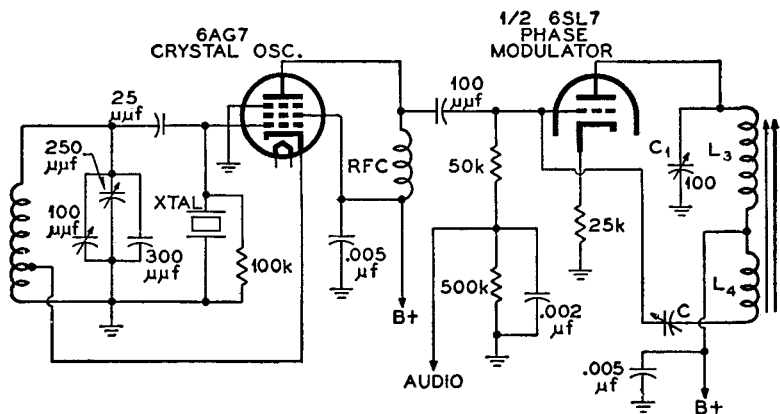 6AG7
CRYSTAL OSC.
1/2 6SL7
PHASE
MODULATOR
25
μμf
100
μμf
250
μμf
100
μμf
300
μμf
XTAL
100k
RFC
.005
μf
B+
50k
500k
.002
μf
AUDIO
25k
C1
100
L3
L4
C
.005
μf
B+